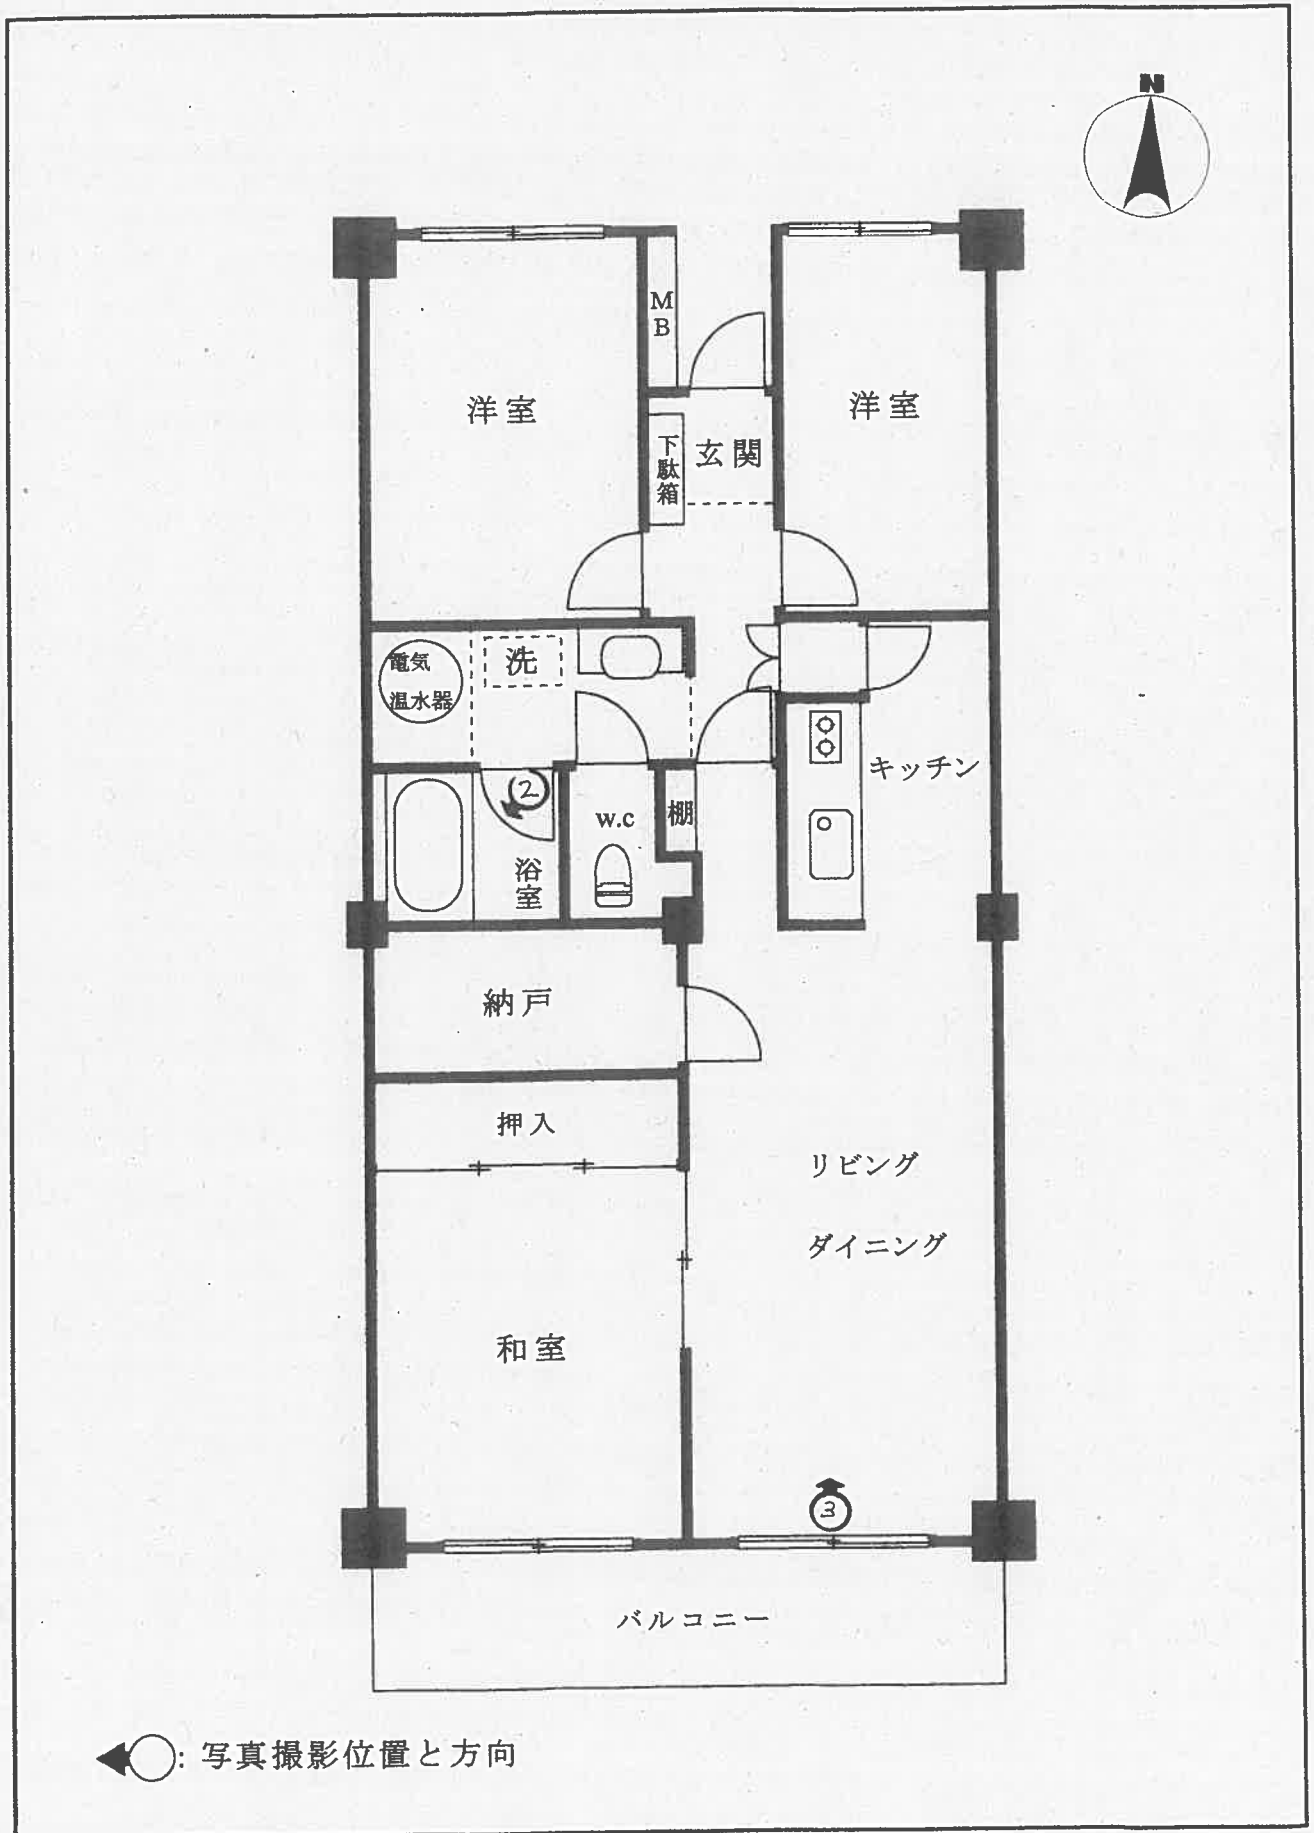 N
MB
洋室
洋室
下駄箱
玄関
電気
温水器
洗
キッチン
2
w.c
棚
浴室
納戸
押入
リビング
ダイニング
和室
3
バルコニー
: 写真撮影位置と方向